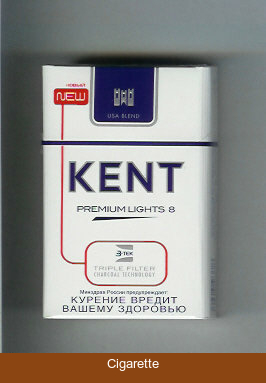 НОВЫЙ
NEW
USA BLEND
KENT
PREMIUM LIGHTS 8
3-TEK
TRIPLE FILTER
CHARCOAL TECHNOLOGY
Минздрав России предупреждает:
КУРЕНИЕ ВРЕДИТ
ВАШЕМУ ЗДОРОВЬЮ
Cigarette